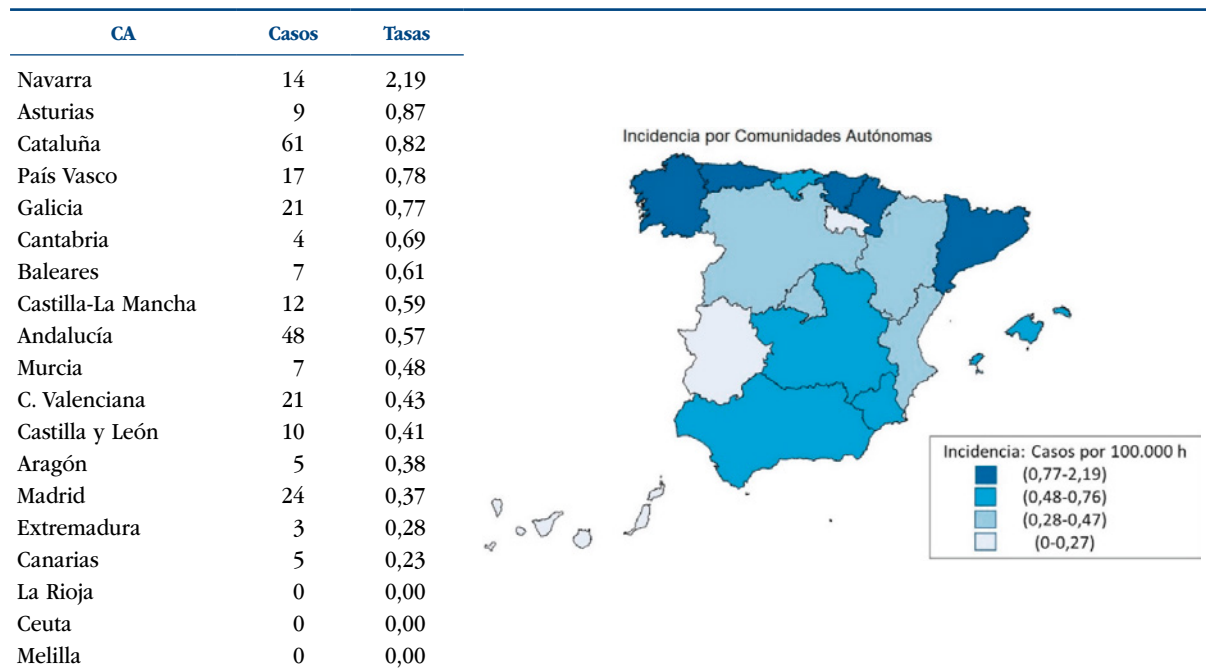 CA Casos Tasas
Navarra 14 2,19
Asturias 9 0,87
Cataluña 61 0,82
País Vasco 17 0,78
Galicia 21 0,77
Cantabria 4 0,69
Baleares 7 0,61
Castilla-La Mancha 12 0,59
Andalucía 48 0,57
Murcia 7 0,48
C. Valenciana 21 0,43
Castilla y León 10 0,41
Aragón 5 0,38
Madrid 24 0,37
Extremadura 3 0,28
Canarias 5 0,23
La Rioja 0 0,00
Ceuta 0 0,00
Melilla 0 0,00
Incidencia por Comunidades Autónomas
Incidencia: Casos por 100.000 h
(0,77-2,19)
(0,48-0,76)
(0,28-0,47)
(0-0,27)